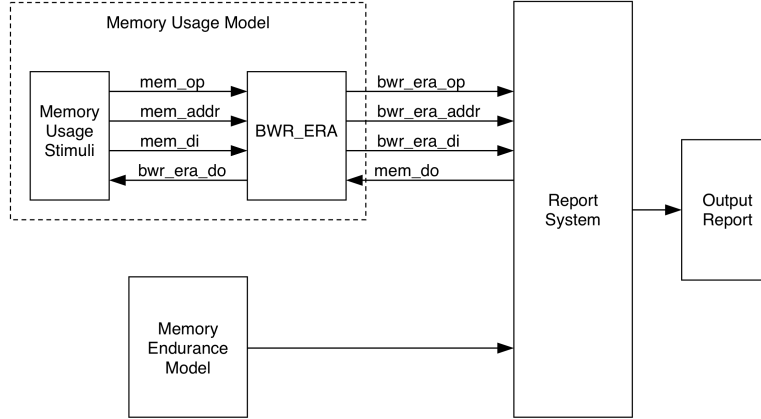 Memory Usage Model
Memory
Usage
Stimuli
mem_op
mem_addr
mem_di
bwr_era_do
BWR_ERA
bwr_era_op
bwr_era_addr
bwr_era_di
mem_do
Report
System
Output
Report
Memory
Endurance
Model